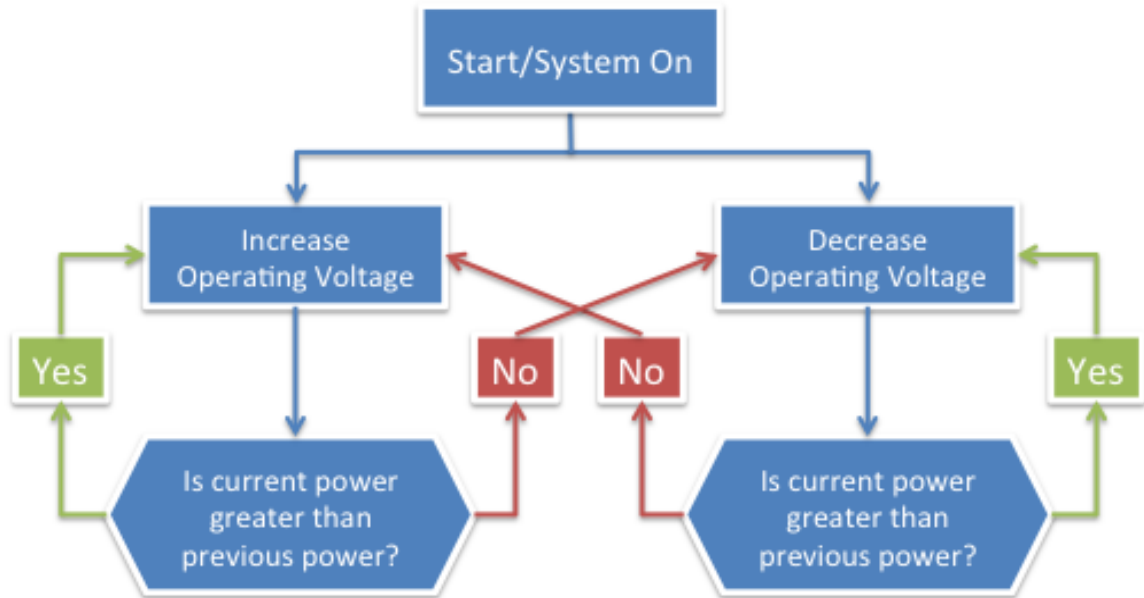 Start/System On
Increase
Operating Voltage
Decrease
Operating Voltage
Yes
No
No
Yes
Is current power
greater than
previous power?
Is current power
greater than
previous power?